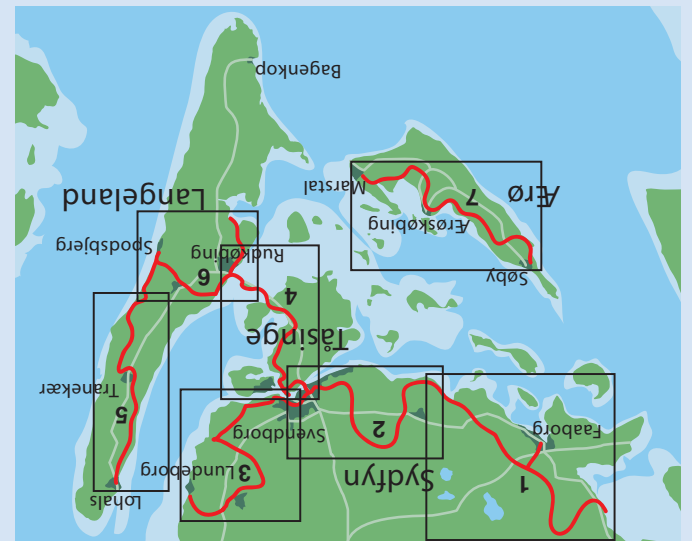 Lohals
1
Sydfyn
3
Lundeborg
Faaborg
Svendborg
2
5
Tranekær
Tåsinge
4
Søby
6
Rudkøbing
Spodsbjerg
Ærøskøbing
7
Ærø
Langeland
Marstal
Bagenkop